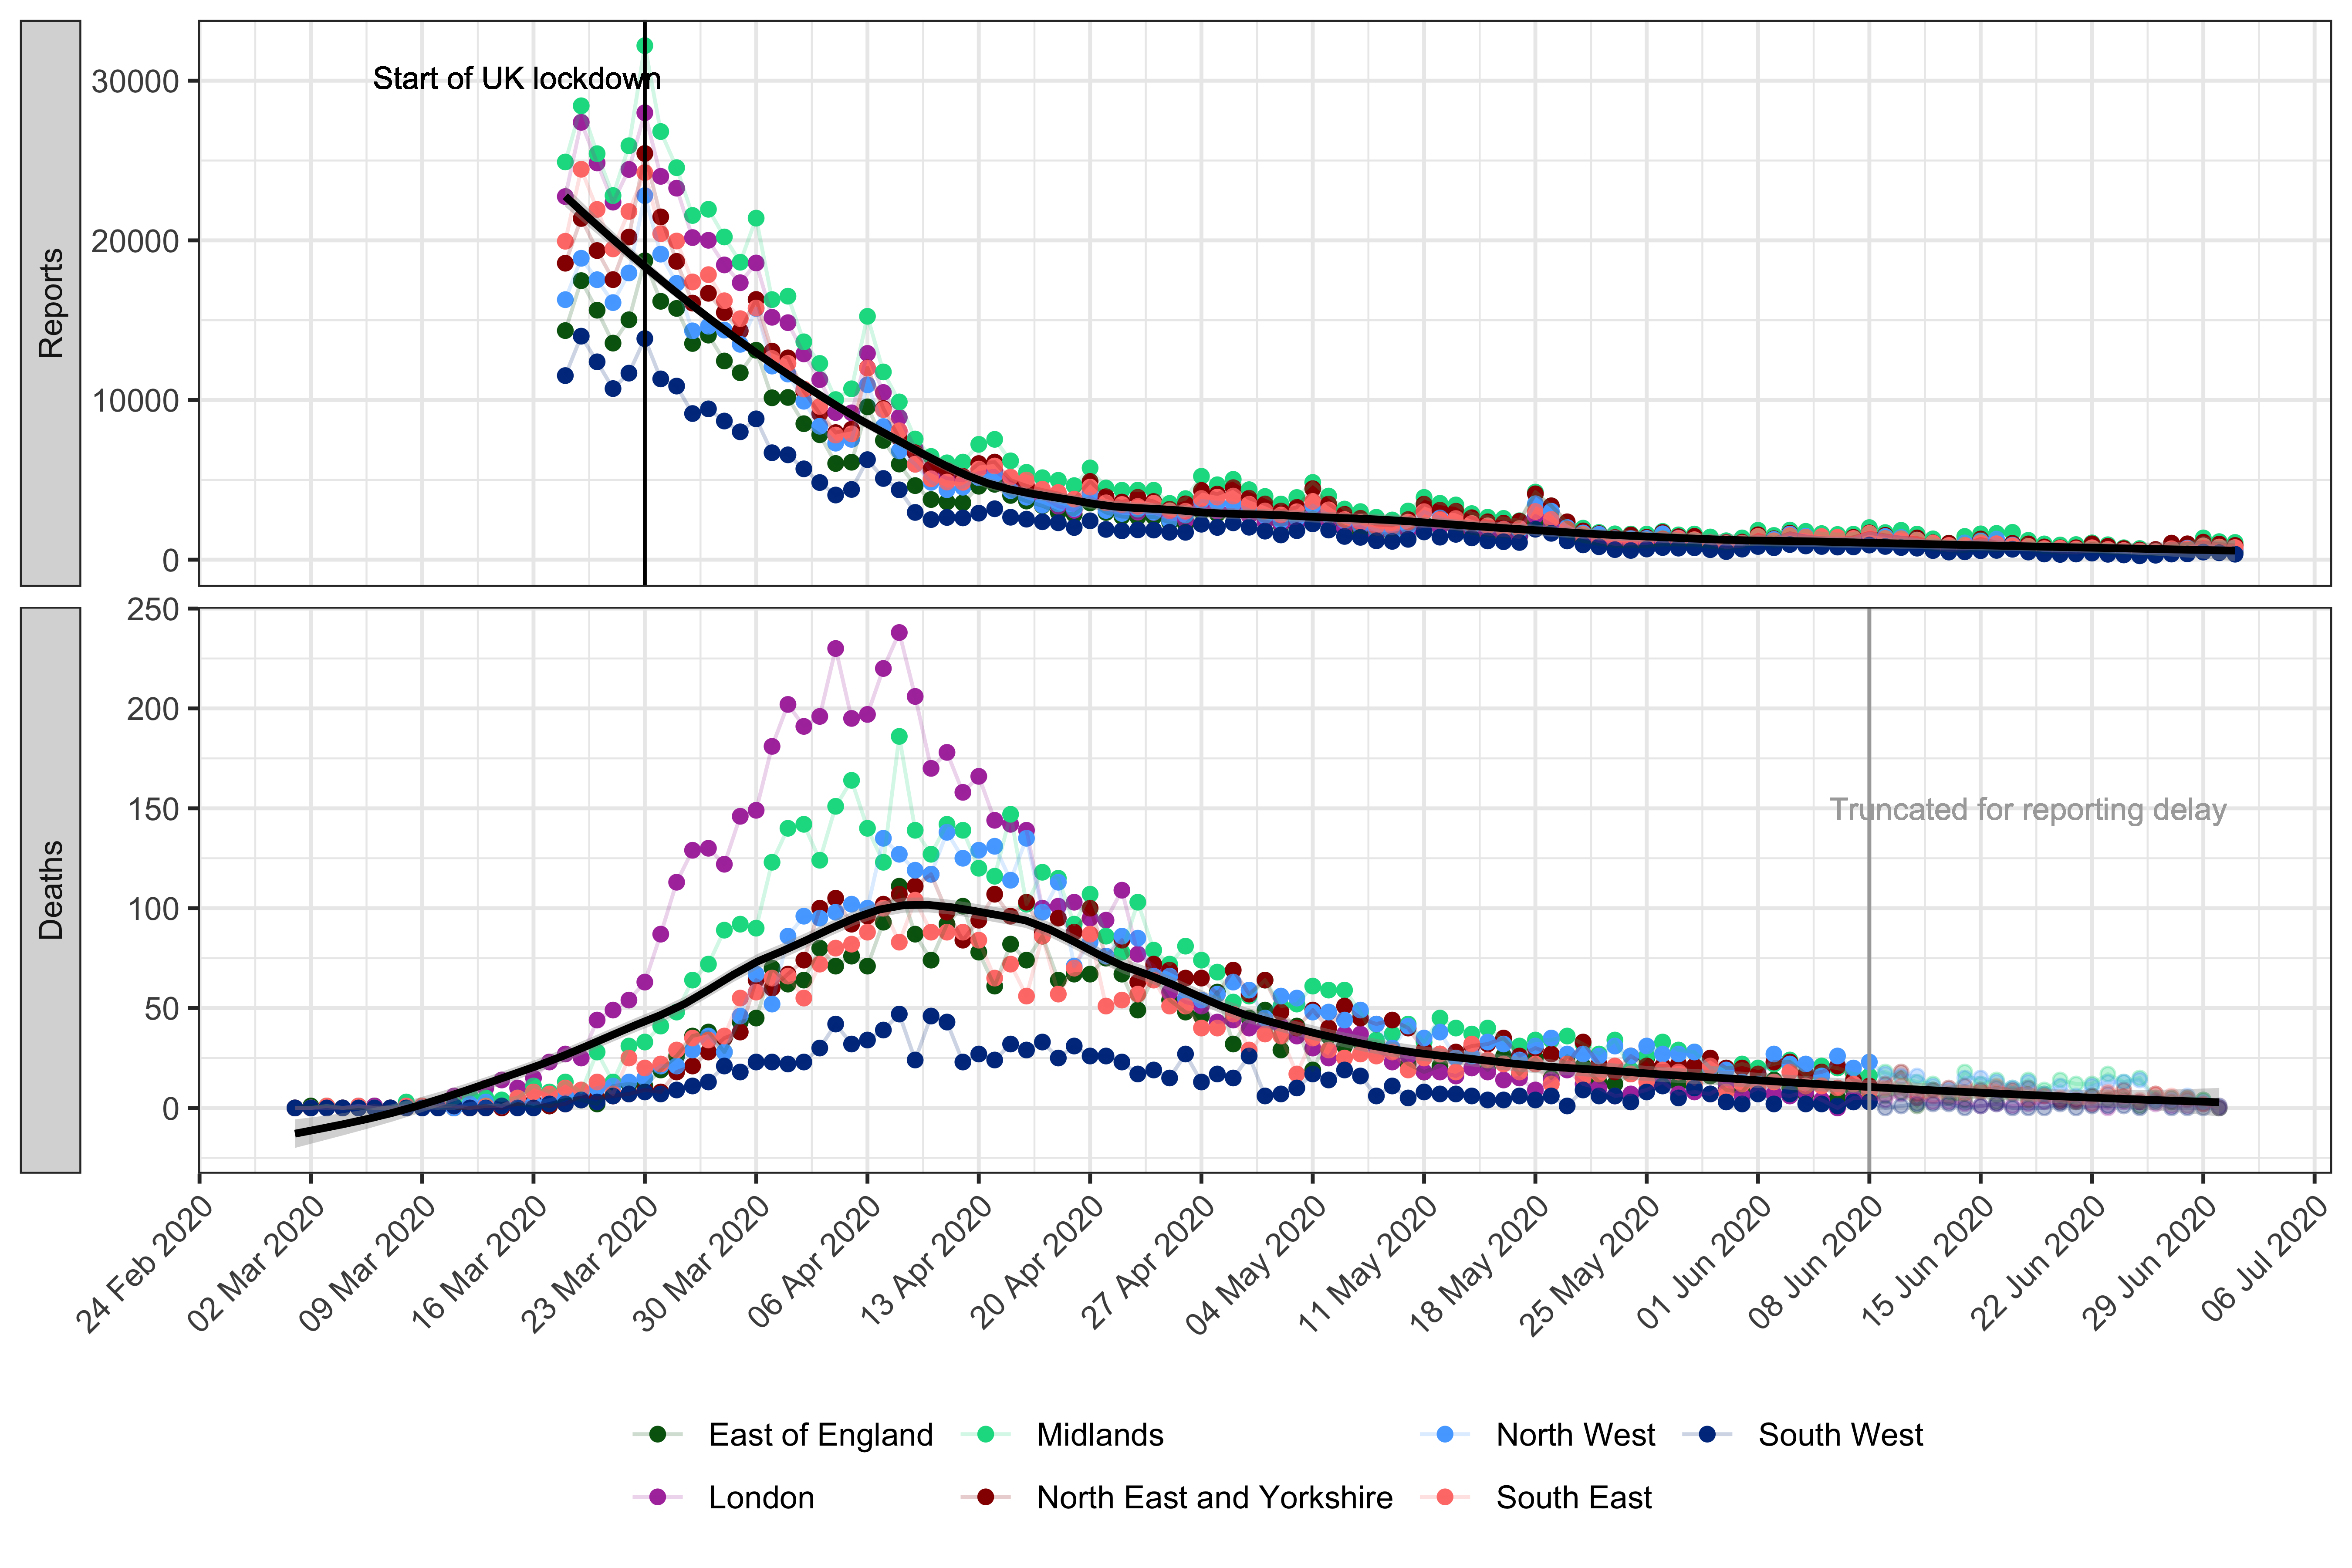 Reports
30000
20000
10000
0
Start of UK lockdown
Deaths
250
200
150
100
50
0
Truncated for reporting delay
24 Feb 2020
02 Mar 2020
09 Mar 2020
16 Mar 2020
23 Mar 2020
30 Mar 2020
06 Apr 2020
13 Apr 2020
20 Apr 2020
27 Apr 2020
04 May 2020
11 May 2020
18 May 2020
25 May 2020
01 Jun 2020
08 Jun 2020
15 Jun 2020
22 Jun 2020
29 Jun 2020
06 Jul 2020
East of England
Midlands
North West
South West
London
North East and Yorkshire
South East